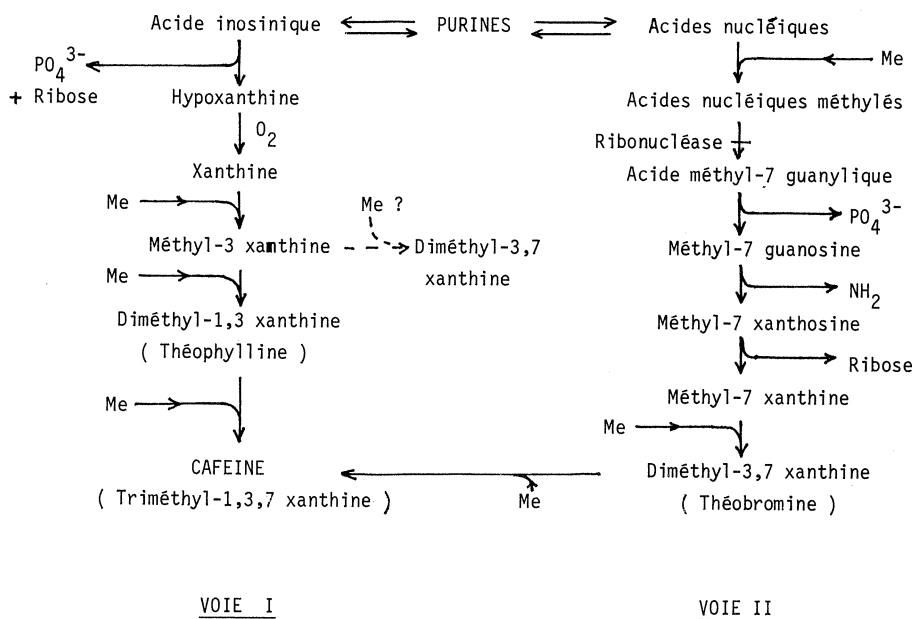 Acide inosinique PURINES Acides nucléiques
PO4 3- Me
+ Ribose Hypoxanthine Acides nucléiques méthylés
O2 Ribonucléase
Xanthine Acide méthyl-7 guanylique
Me Me ? PO4 3-
Méthyl-3 xanthine Diméthyl-3,7 Méthyl-7 guanosine
Me xanthine NH2
Diméthyl-1,3 xanthine Méthyl-7 xanthosine
( Théophylline ) Ribose
Me Méthyl-7 xanthine
Me
CAFEINE Diméthyl-3,7 xanthine
( Triméthyl-1,3,7 xanthine ) Me ( Théobromine )
VOIE I VOIE II